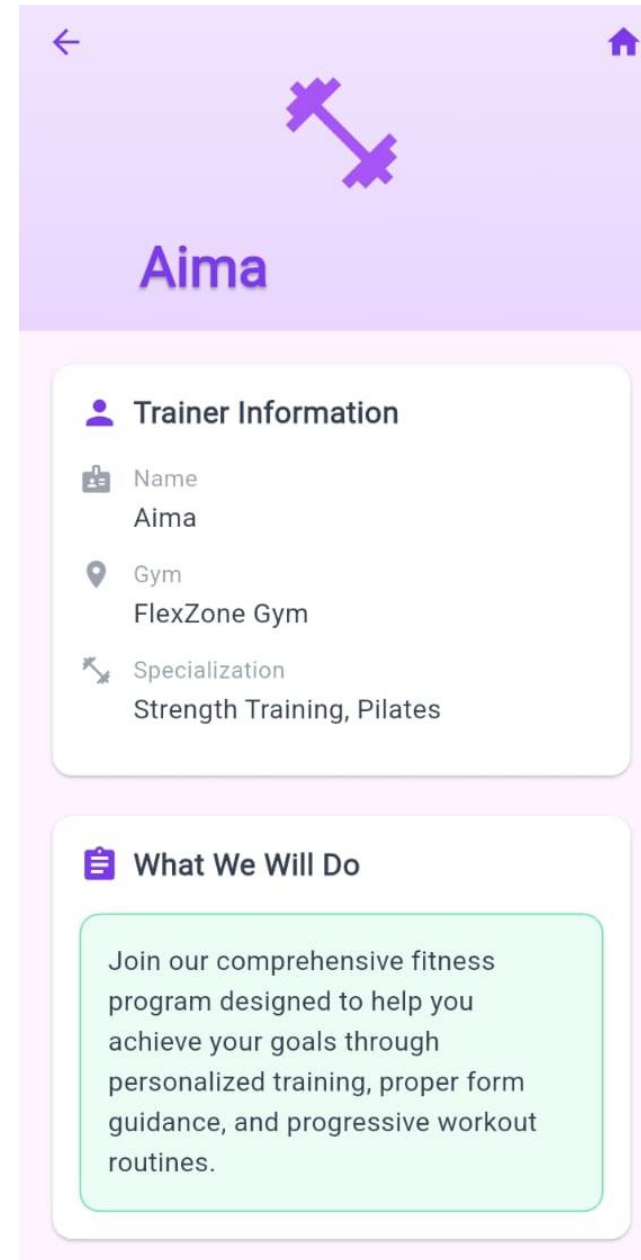 Aima
Trainer Information
Name
Aima
Gym
FlexZone Gym
Specialization
Strength Training, Pilates
What We Will Do
Join our comprehensive fitness
program designed to help you
achieve your goals through
personalized training, proper form
guidance, and progressive workout
routines.